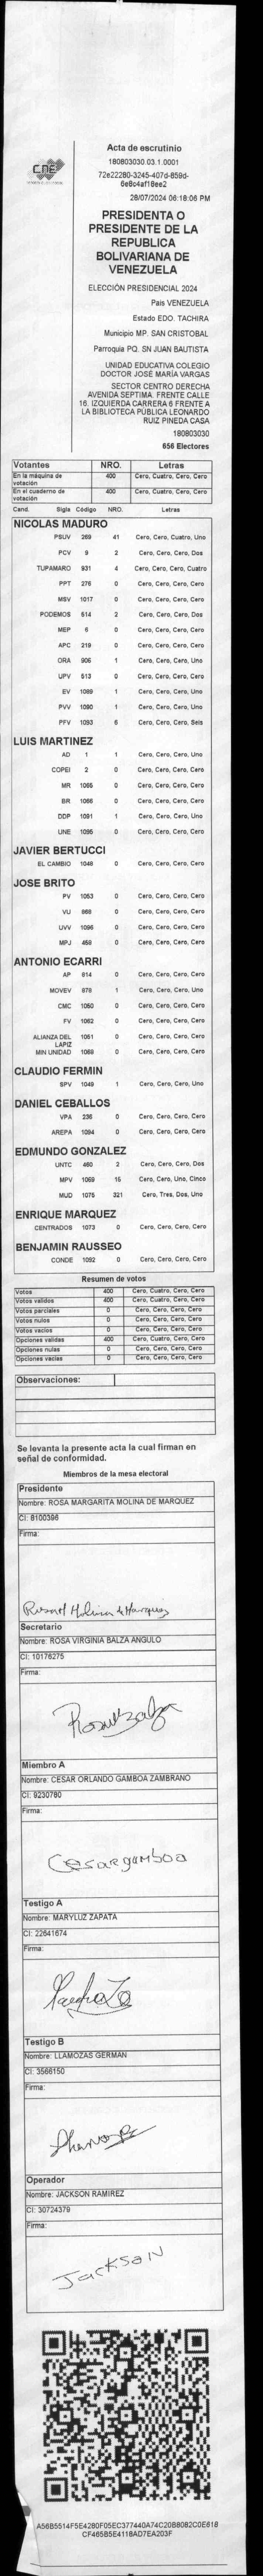 CNE
Acta de escrutinio
180803030.03.1.0001
72e22280-3245-407d-859d-
6e8c4af18ee2
28/07/2024 06:18:06 PM
PRESIDENTA O
PRESIDENTE DE LA
REPUBLICA
BOLIVARIANA DE
VENEZUELA
ELECCIÓN PRESIDENCIAL 2024
Pais VENEZUELA
Estado EDO. TACHIRA
Municipio MP. SAN CRISTOBAL
Parroquia PQ. SN JUAN BAUTISTA
UNIDAD EDUCATIVA COLEGIO
DOCTOR JOSÉ MARÍA VARGAS
SECTOR CENTRO DERECHA
AVENIDA SEPTIMA. FRENTE CALLE
16. IZQUIERDA CARRERA 6 FRENTE A
LA BIBLIOTECA PÚBLICA LEONARDO
RUIZ PINEDA CASA
180803030
656 Electores
Votantes NRO. Letras
En la máquina de votación 400 Cero, Cuatro, Cero, Cero
En el cuaderno de votación 400 Cero, Cuatro, Cero, Cero
Cand. Sigla Codigo NRO. Letras
NICOLAS MADURO
PSUV 269 41 Cero, Cero, Cuatro, Uno
PCV 9 2 Cero, Cero, Cero, Dos
TUPAMARO 931 4 Cero, Cero, Cero, Cuatro
PPT 276 0 Cero, Cero, Cero, Cero
MSV 1017 0 Cero, Cero, Cero, Cero
PODEMOS 514 2 Cero, Cero, Cero, Dos
MEP 6 0 Cero, Cero, Cero, Cero
APC 219 0 Cero, Cero, Cero, Cero
ORA 906 1 Cero, Cero, Cero, Uno
UPV 513 0 Cero, Cero, Cero, Cero
EV 1089 1 Cero, Cero, Cero, Uno
PVV 1090 1 Cero, Cero, Cero, Uno
PFV 1093 6 Cero, Cero, Cero, Seis
LUIS MARTINEZ
AD 1 1 Cero, Cero, Cero, Uno
COPEI 2 0 Cero, Cero, Cero, Cero
MR 1065 0 Cero, Cero, Cero, Cero
BR 1066 0 Cero, Cero, Cero, Cero
DDP 1091 1 Cero, Cero, Cero, Uno
UNE 1095 0 Cero, Cero, Cero, Cero
JAVIER BERTUCCI
EL CAMBIO 1048 0 Cero, Cero, Cero, Cero
JOSE BRITO
PV 1053 0 Cero, Cero, Cero, Cero
VU 868 0 Cero, Cero, Cero, Cero
UVV 1096 0 Cero, Cero, Cero, Cero
MPJ 458 0 Cero, Cero, Cero, Cero
ANTONIO ECARRI
AP 814 0 Cero, Cero, Cero, Cero
MOVEV 878 1 Cero, Cero, Cero, Uno
CMC 1050 0 Cero, Cero, Cero, Cero
FV 1062 0 Cero, Cero, Cero, Cero
ALIANZA DEL LAPIZ 1051 0 Cero, Cero, Cero, Cero
MIN UNIDAD 1068 0 Cero, Cero, Cero, Cero
CLAUDIO FERMIN
SPV 1049 1 Cero, Cero, Cero, Uno
DANIEL CEBALLOS
VPA 236 0 Cero, Cero, Cero, Cero
AREPA 1094 0 Cero, Cero, Cero, Cero
EDMUNDO GONZALEZ
UNTC 460 2 Cero, Cero, Cero, Dos
MPV 1069 15 Cero, Cero, Uno, Cinco
MUD 1075 321 Cero, Tres, Dos, Uno
ENRIQUE MARQUEZ
CENTRADOS 1073 0 Cero, Cero, Cero, Cero
BENJAMIN RAUSSEO
CONDE 1092 0 Cero, Cero, Cero, Cero
Resumen de votos
Votos 400 Cero, Cuatro, Cero, Cero
Votos validos 400 Cero, Cuatro, Cero, Cero
Votos parciales 0 Cero, Cero, Cero, Cero
Votos nulos 0 Cero, Cero, Cero, Cero
Votos vacios 0 Cero, Cero, Cero, Cero
Opciones validas 400 Cero, Cuatro, Cero, Cero
Opciones nulas 0 Cero, Cero, Cero, Cero
Opciones vacias 0 Cero, Cero, Cero, Cero
Observaciones:
Se levanta la presente acta la cual firman en
señal de conformidad.
Miembros de la mesa electoral
Presidente
Nombre: ROSA MARGARITA MOLINA DE MARQUEZ
CI: 8100396
Firma:
Rosa M Molina de Marquez
Secretario
Nombre: ROSA VIRGINIA BALZA ANGULO
CI: 10176275
Firma:
Miembro A
Nombre: CESAR ORLANDO GAMBOA ZAMBRANO
CI: 9230780
Firma:
Cesar gamboa
Testigo A
Nombre: MARYLUZ ZAPATA
CI: 22641674
Firma:
Testigo B
Nombre: LLAMOZAS GERMAN
CI: 3566150
Firma:
Operador
Nombre: JACKSON RAMIREZ
CI: 30724379
Firma:
Jackson
A56B5514F5E4280F05EC377440A74C20B8082C0E618
CF465B5E4118AD7EA203F